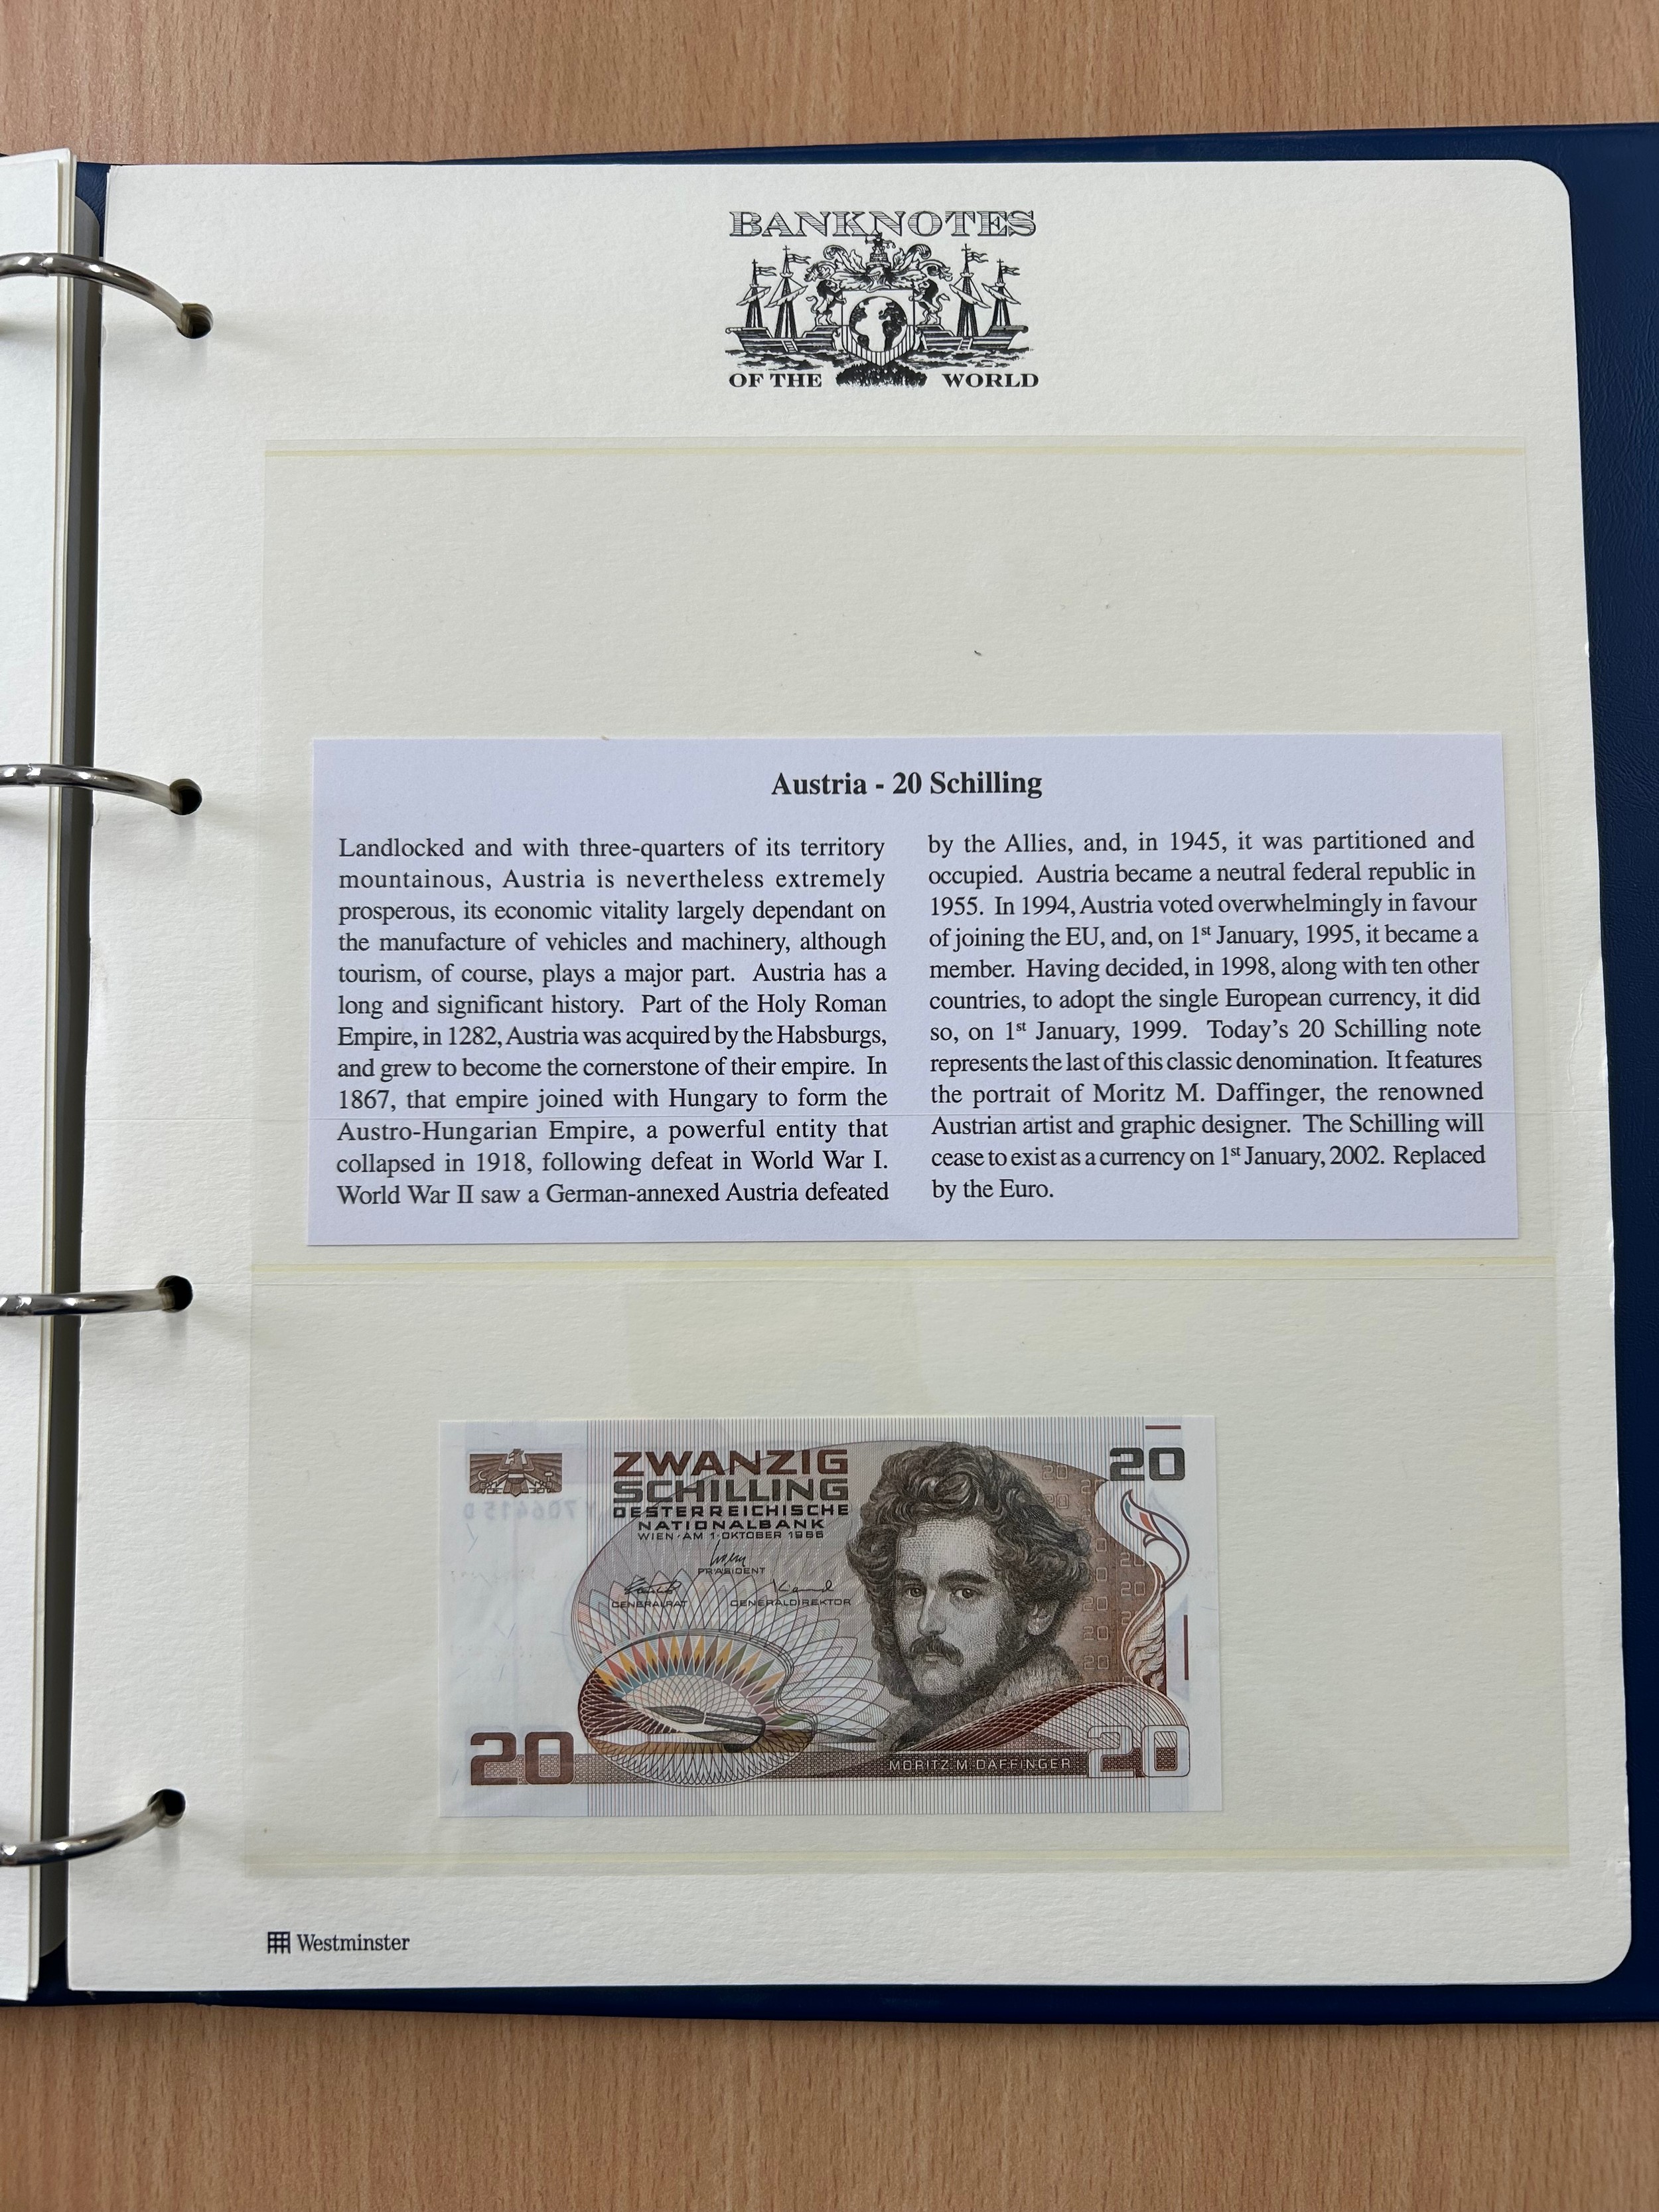 BANKNOTES
OF THE WORLD
Austria - 20 Schilling
Landlocked and with three-quarters of its territory
mountainous, Austria is nevertheless extremely
prosperous, its economic vitality largely dependant on
the manufacture of vehicles and machinery, although
tourism, of course, plays a major part. Austria has a
long and significant history. Part of the Holy Roman
Empire, in 1282, Austria was acquired by the Habsburgs,
and grew to become the cornerstone of their empire. In
1867, that empire joined with Hungary to form the
Austro-Hungarian Empire, a powerful entity that
collapsed in 1918, following defeat in World War I.
World War II saw a German-annexed Austria defeated
by the Allies, and, in 1945, it was partitioned and
occupied. Austria became a neutral federal republic in
1955. In 1994, Austria voted overwhelmingly in favour
of joining the EU, and, on 1st January, 1995, it became a
member. Having decided, in 1998, along with ten other
countries, to adopt the single European currency, it did
so, on 1st January, 1999. Today's 20 Schilling note
represents the last of this classic denomination. It features
the portrait of Moritz M. Daffinger, the renowned
Austrian artist and graphic designer. The Schilling will
cease to exist as a currency on 1st January, 2002. Replaced
by the Euro.
ZWANZIG
SCHILLING
OESTERREICHISCHE
NATIONALBANK
WIEN·AM 1·OKTOBER 1986
PRÄSIDENT
GENERALRAT GENERALDIREKTOR
20
20
MORITZ M DAFFINGER
20
Westminster